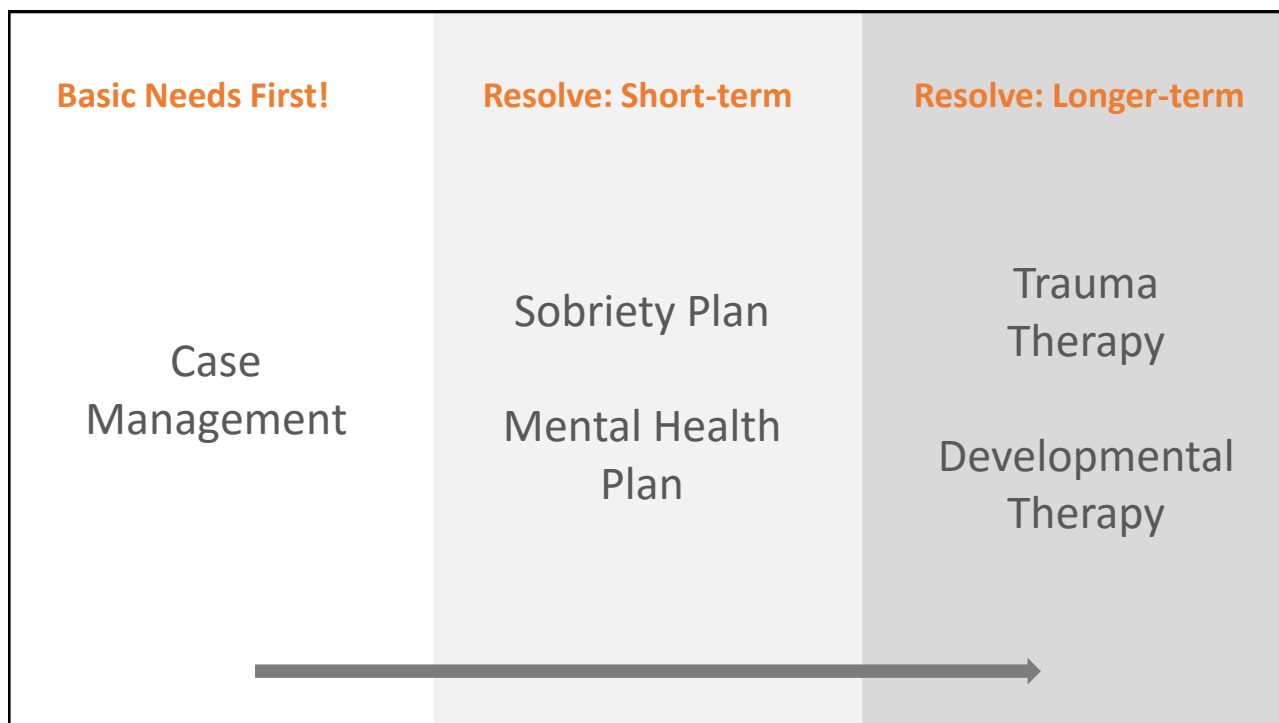 Basic Needs First!
Resolve: Short-term
Resolve: Longer-term
Case
Management
Sobriety Plan
Mental Health
Plan
Trauma
Therapy
Developmental
Therapy